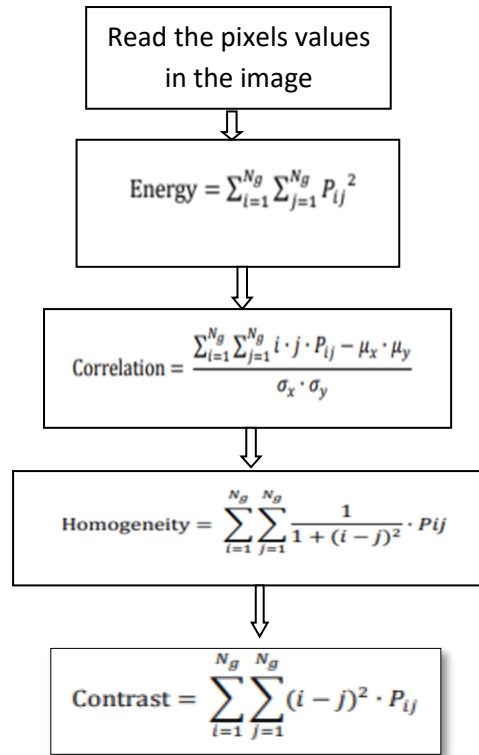 Read the pixels values
in the image
Energy = ∑_{i=1}^{N_g} ∑_{j=1}^{N_g} P_{ij}^2
Correlation = (∑_{i=1}^{N_g} ∑_{j=1}^{N_g} i · j · P_{ij} − μ_x · μ_y) / (σ_x · σ_y)
Homogeneity = ∑_{i=1}^{N_g} ∑_{j=1}^{N_g} 1 / (1 + (i − j)^2) · Pij
Contrast = ∑_{i=1}^{N_g} ∑_{j=1}^{N_g} (i − j)^2 · P_{ij}